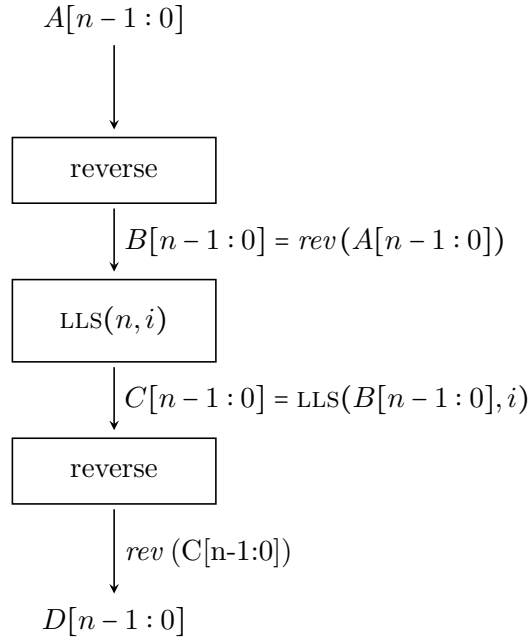 A[n − 1 : 0]
reverse
B[n − 1 : 0] = rev(A[n − 1 : 0])
LLS(n, i)
C[n − 1 : 0] = LLS(B[n − 1 : 0], i)
reverse
rev (C[n-1:0])
D[n − 1 : 0]